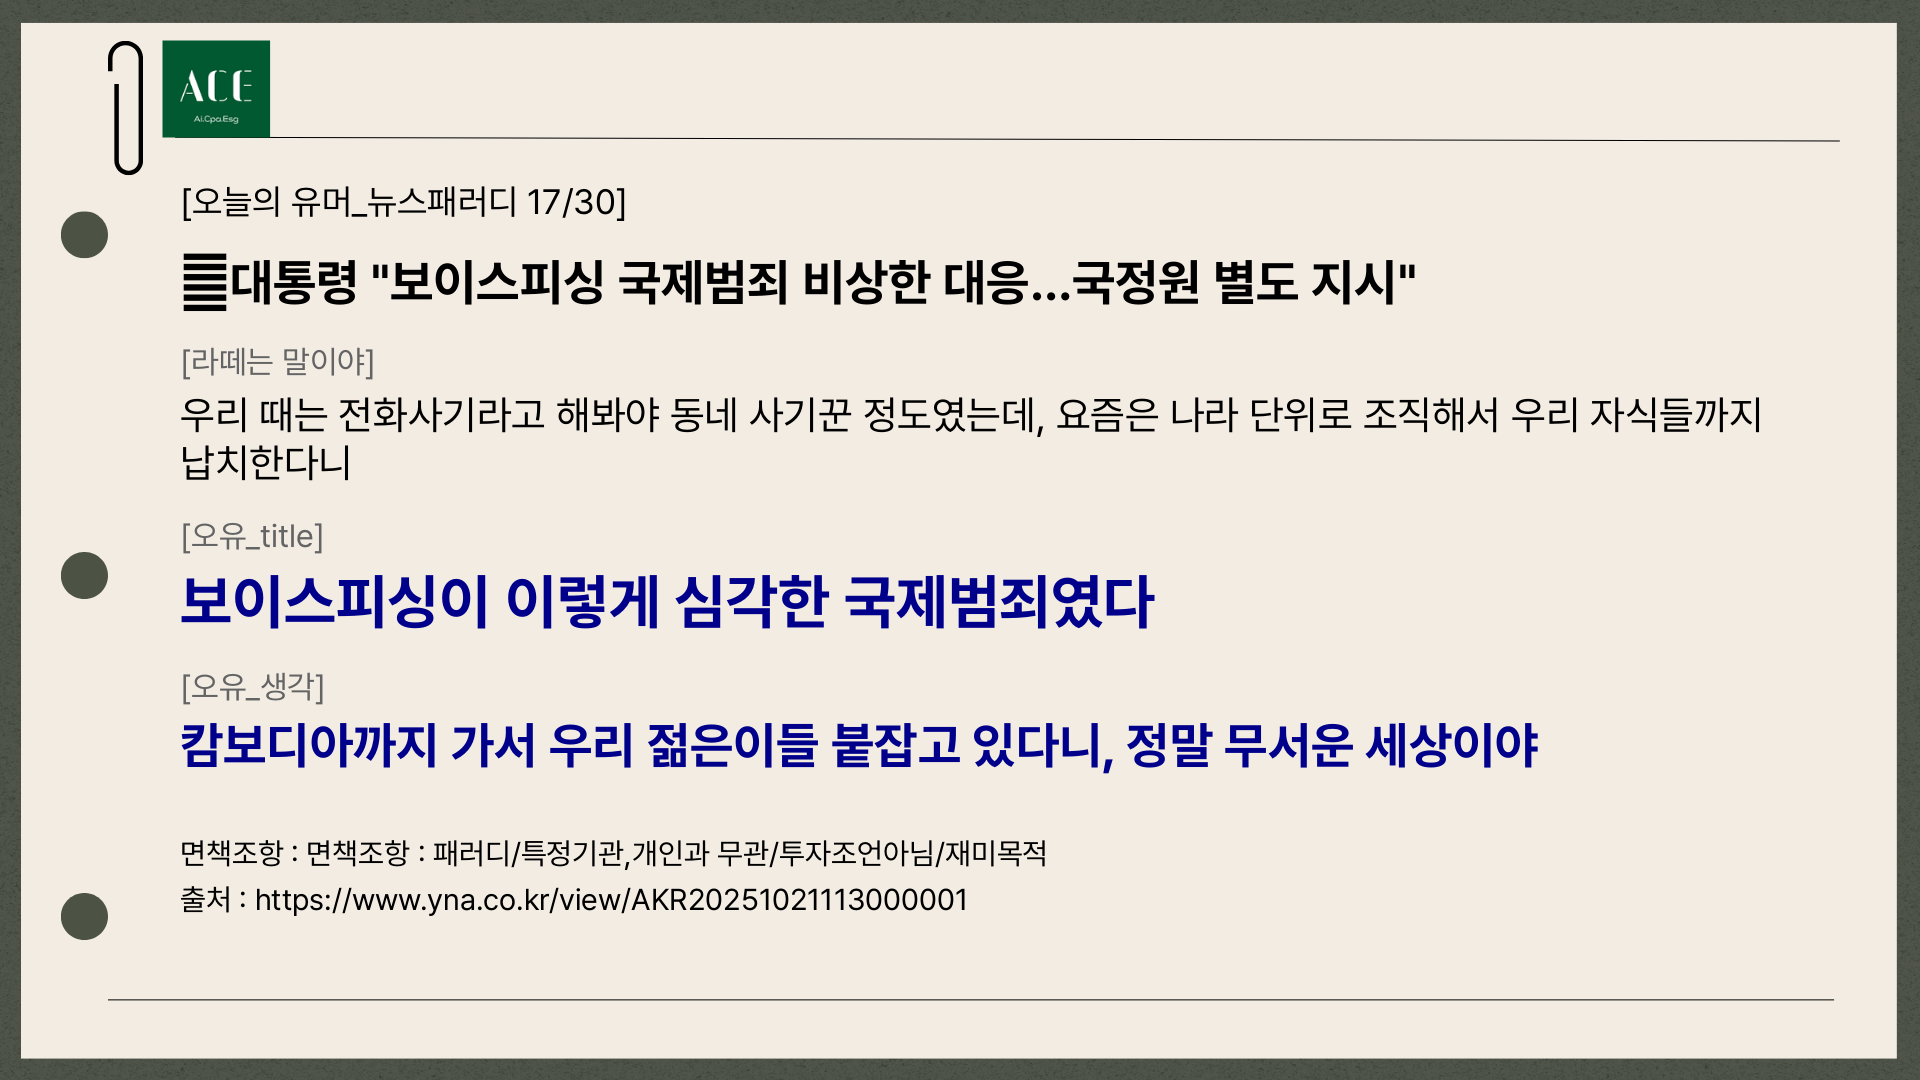 ACE
Ai.Cpa.Esg
[오늘의 유머_뉴스패러디 17/30]
대통령 "보이스피싱 국제범죄 비상한 대응...국정원 별도 지시"
[라떼는 말이야]
우리 때는 전화사기라고 해봐야 동네 사기꾼 정도였는데, 요즘은 나라 단위로 조직해서 우리 자식들까지
납치한다니
[오유_title]
보이스피싱이 이렇게 심각한 국제범죄였다
[오유_생각]
캄보디아까지 가서 우리 젊은이들 붙잡고 있다니, 정말 무서운 세상이야
면책조항 : 면책조항 : 패러디/특정기관,개인과 무관/투자조언아님/재미목적
출처 : https://www.yna.co.kr/view/AKR20251021113000001